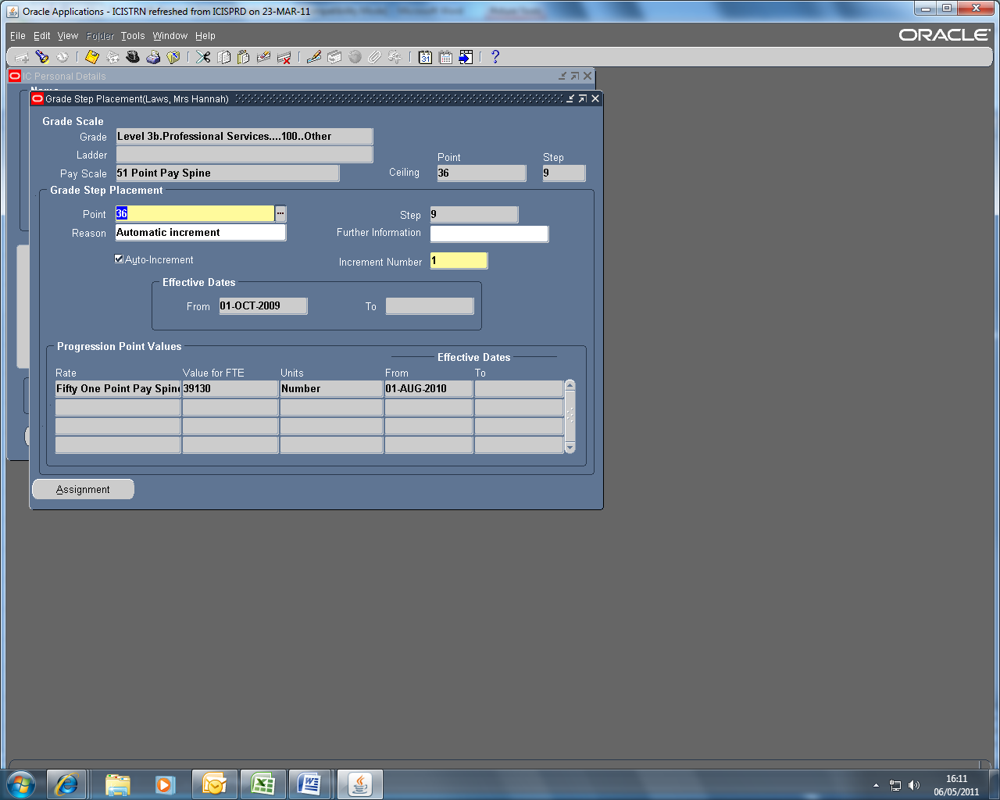 Oracle Applications - ICISTRN refreshed from ICISPRD on 23-MAR-11
File Edit View Folder Tools Window Help
ORACLE
IC Personal Details
Grade Step Placement(Laws, Mrs Hannah)
Grade Scale
Grade Level 3b.Professional Services....100..Other
Ladder
Point Step
Pay Scale 51 Point Pay Spine Ceiling 36 9
Grade Step Placement
Point 36 Step 9
Reason Automatic increment Further Information
Auto-Increment Increment Number 1
Effective Dates
From 01-OCT-2009 To
Progression Point Values
Effective Dates
Rate Value for FTE Units From To
Fifty One Point Pay Spine 39130 Number 01-AUG-2010
Assignment
16:11
06/05/2011